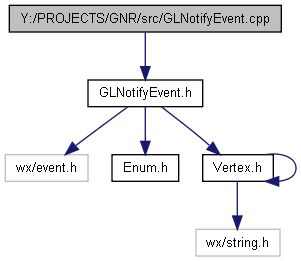 Y:/PROJECTS/GNR/src/GLNotifyEvent.cpp
GLNotifyEvent.h
wx/event.h
Enum.h
Vertex.h
wx/string.h